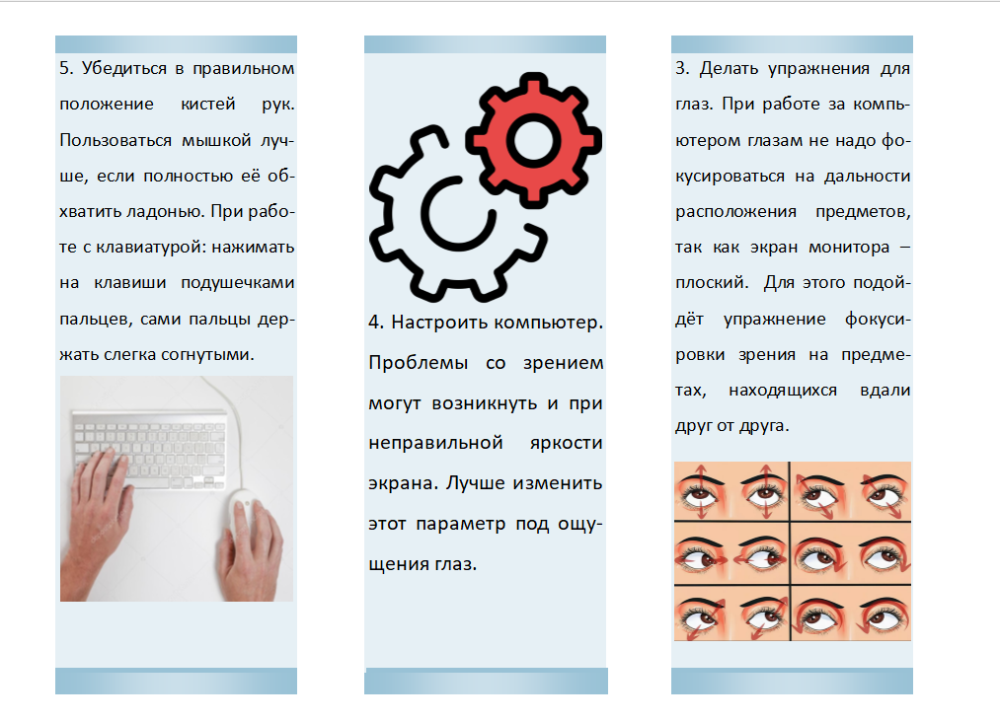 5. Убедиться в правильном
положение кистей рук.
Пользоваться мышкой луч-
ше, если полностью её об-
хватить ладонью. При рабо-
те с клавиатурой: нажимать
на клавиши подушечками
пальцев, сами пальцы дер-
жать слегка согнутыми.
4. Настроить компьютер.
Проблемы со зрением
могут возникнуть и при
неправильной яркости
экрана. Лучше изменить
этот параметр под ощу-
щения глаз.
3. Делать упражнения для
глаз. При работе за компь-
ютером глазам не надо фо-
кусироваться на дальности
расположения предметов,
так как экран монитора –
плоский. Для этого подой-
дёт упражнение фокуси-
ровки зрения на предме-
тах, находящихся вдали
друг от друга.